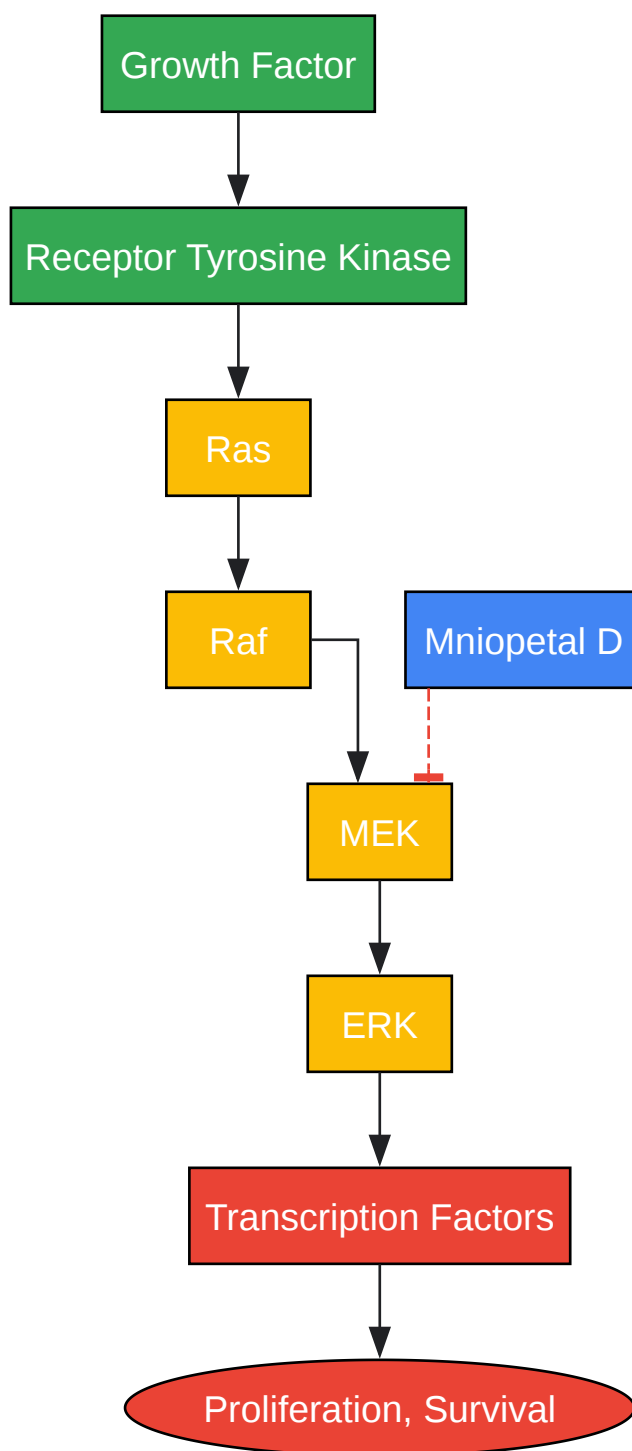 Growth Factor
Receptor Tyrosine Kinase
Ras
Raf
Mniopetal D
MEK
ERK
Transcription Factors
Proliferation, Survival